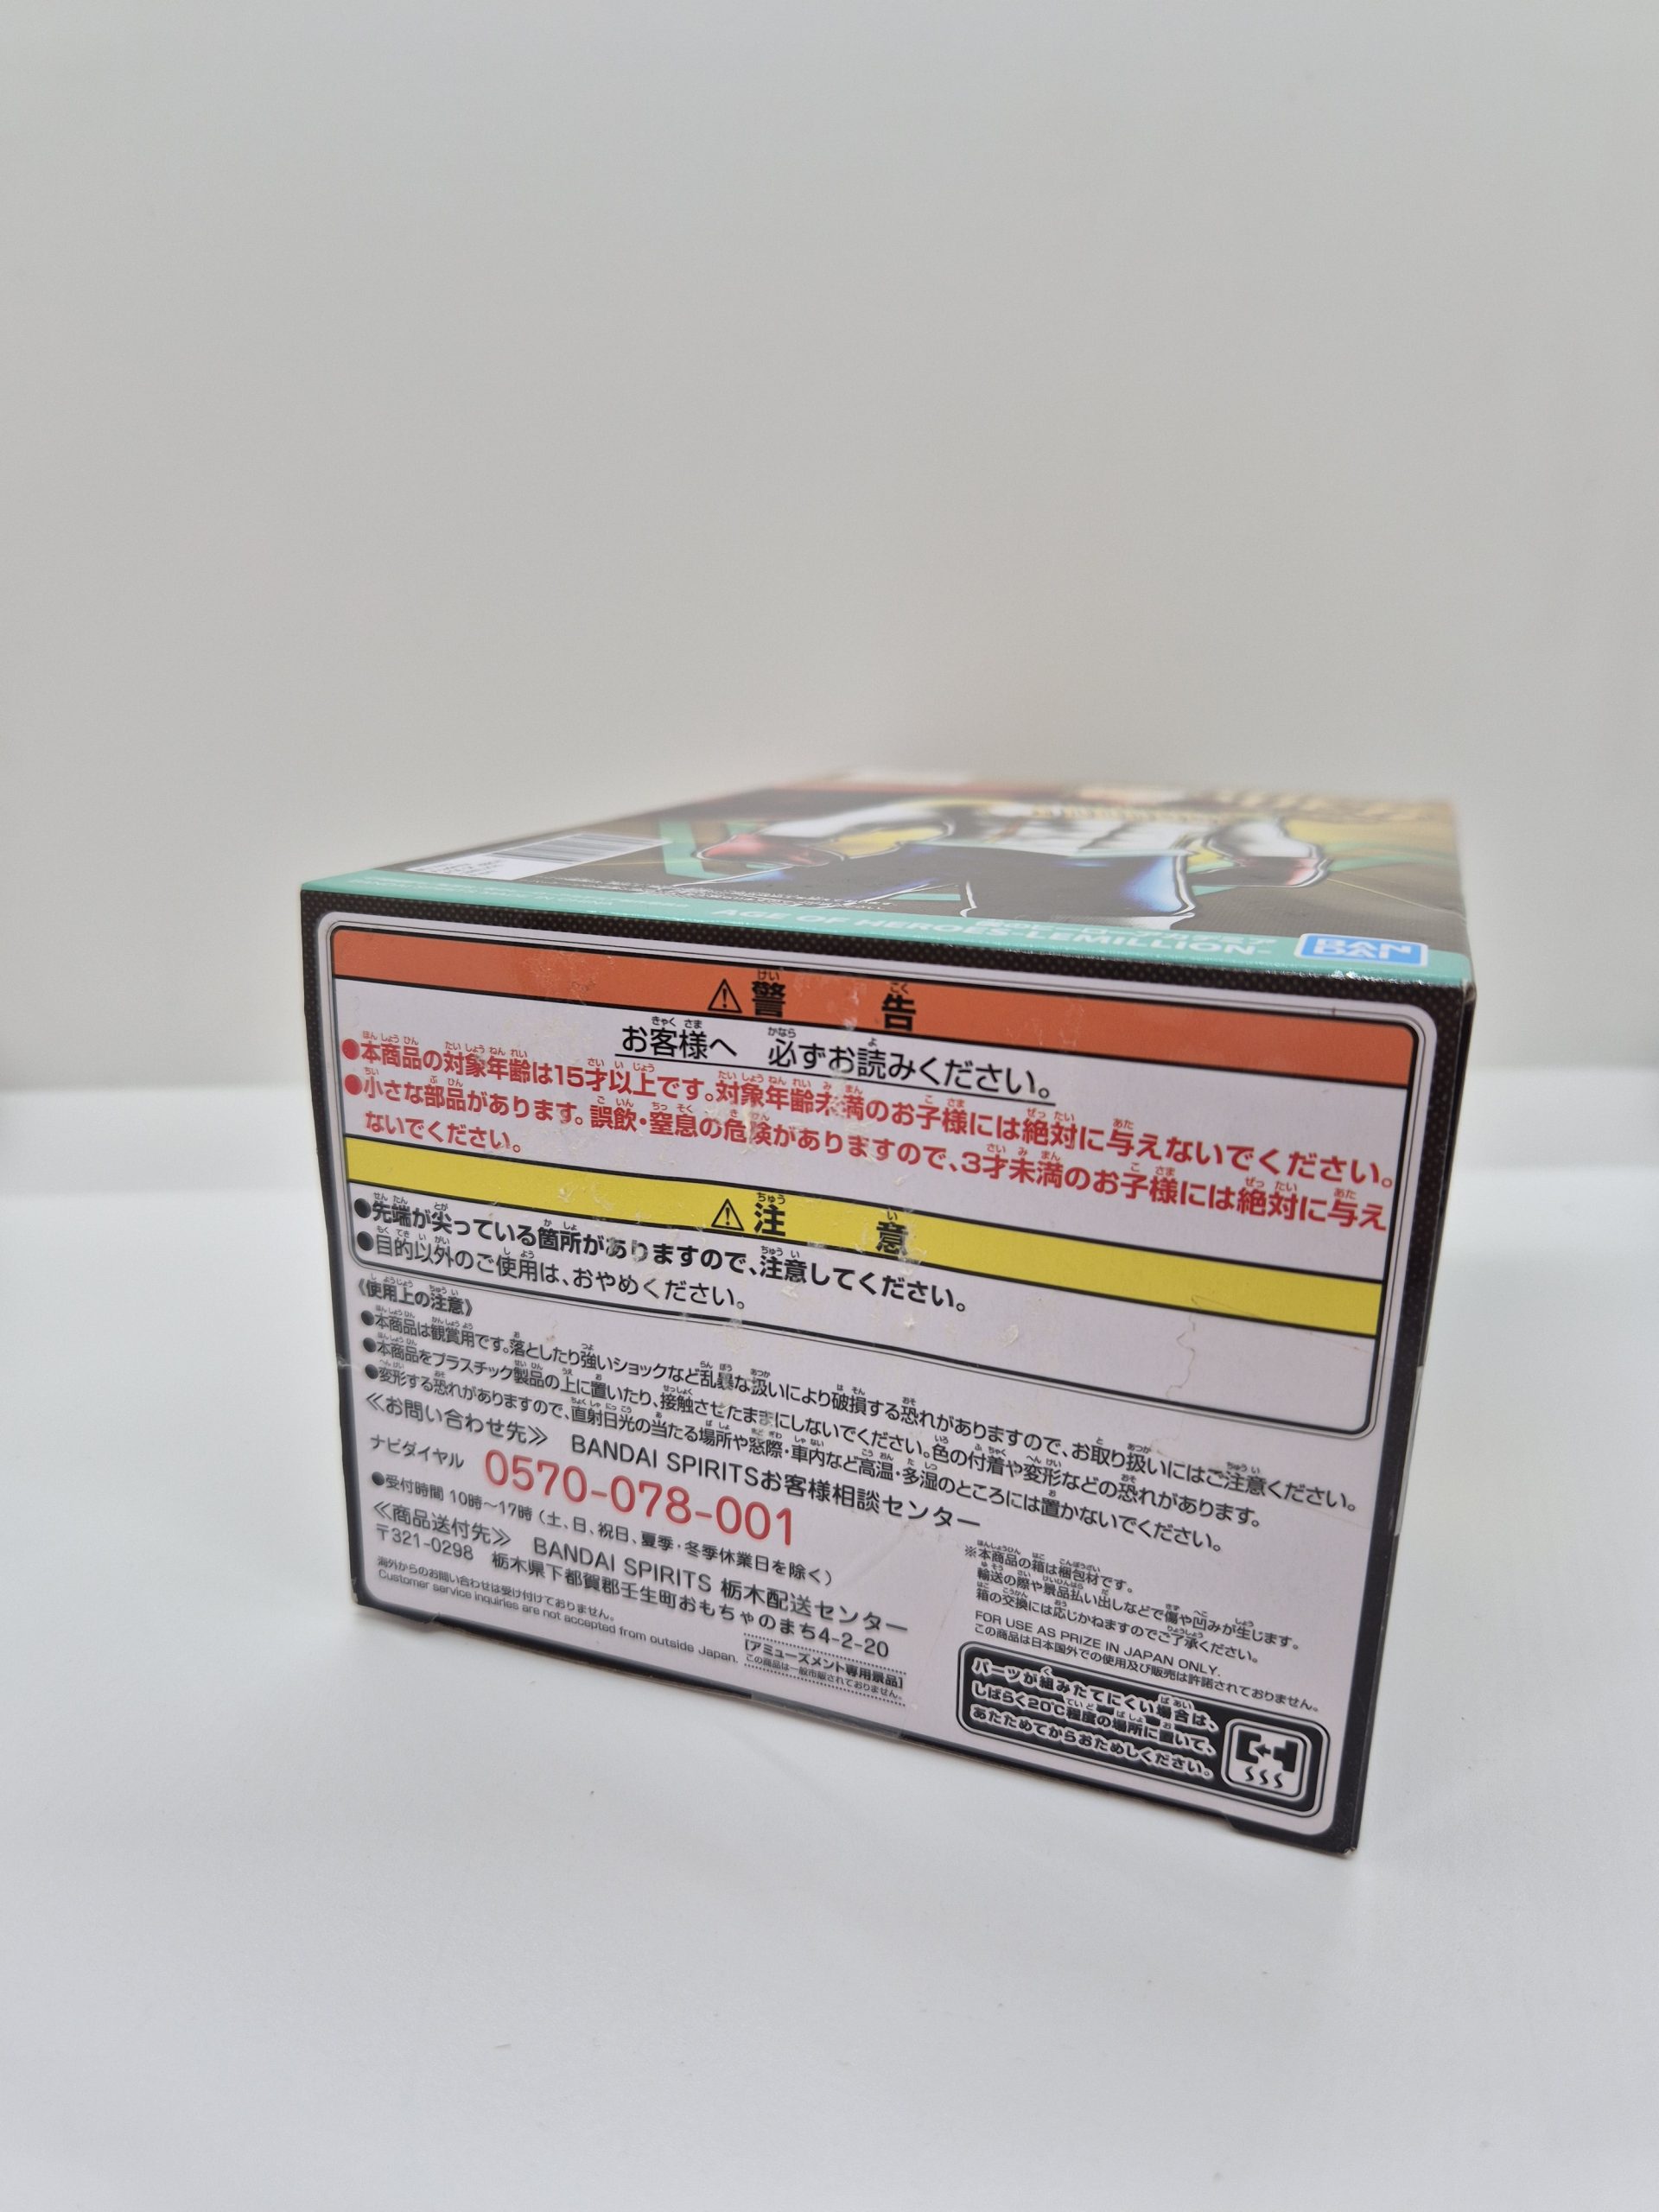 AGE OF HEROES-LEMILLION-
BANDAI
⚠警告
お客様へ 必ずお読みください。
●本商品の対象年齢は15才以上です。対象年齢未満のお子様には絶対に与えないでください。
●小さな部品があります。誤飲・窒息の危険がありますので、3才未満のお子様には絶対に与え
ないでください。
⚠注意
●先端が尖っている箇所がありますので、注意してください。
●目的以外のご使用は、おやめください。
《使用上の注意》
●本商品は観賞用です。落としたり強いショックなど乱暴な扱いにより破損する恐れがありますので、お取り扱いにはご注意ください。
●本商品をプラスチック製品の上に置いたり、接触させたままにしないでください。色の付着や変形などの恐れがあります。
●変形する恐れがありますので、直射日光の当たる場所や窓際・車内など高温・多湿のところには置かないでください。
≪お問い合わせ先≫ BANDAI SPIRITSお客様相談センター
ナビダイヤル 0570-078-001
●受付時間 10時～17時（土、日、祝日、夏季・冬季休業日を除く）
≪商品送付先≫ BANDAI SPIRITS 栃木配送センター
〒321-0298 栃木県下都賀郡壬生町おもちゃのまち4-2-20
海外からのお問い合わせは受け付けておりません。
Customer service inquiries are not accepted from outside Japan.
[アミューズメント専用景品]
この商品は一般市販されておりません。
※本商品の箱は梱包材です。
輸送の際や景品払い出しなどで傷や凹みが生じます。
箱の交換には応じかねますのでご了承ください。
FOR USE AS PRIZE IN JAPAN ONLY.
この商品は日本国外での使用及び販売は許諾されておりません。
パーツが組みたてにくい場合は、
しばらく20℃程度の場所に置いて、
あたためてからおためしください。